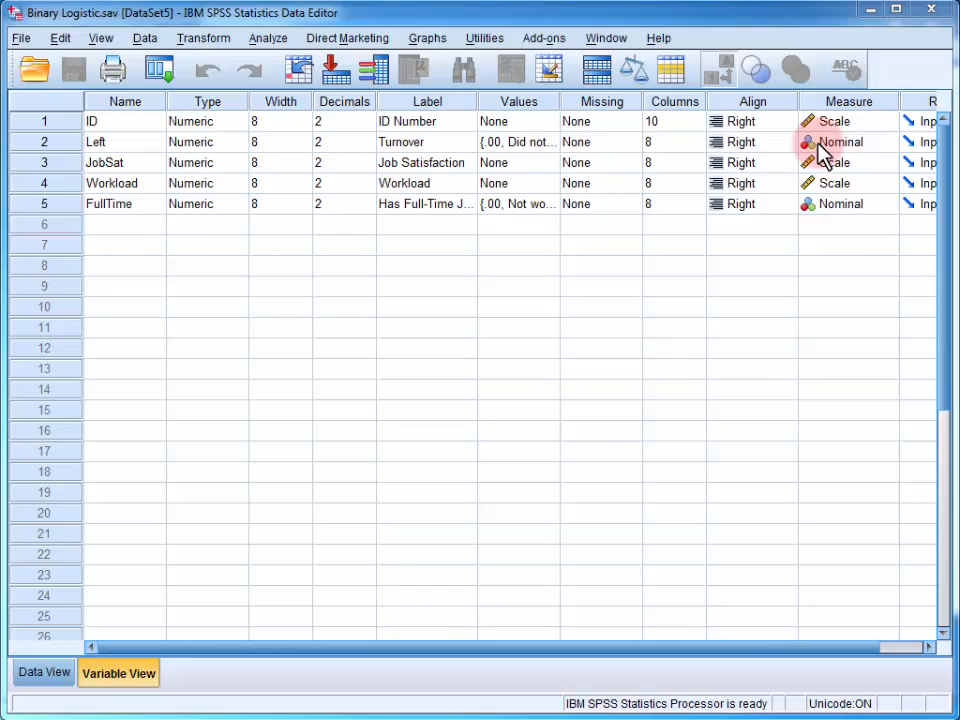 Binary Logistic.sav [DataSet5] - IBM SPSS Statistics Data Editor
File Edit View Data Transform Analyze Direct Marketing Graphs Utilities Add-ons Window Help
Name Type Width Decimals Label Values Missing Columns Align Measure R
1 ID Numeric 8 2 ID Number None None 10 Right Scale Inp
2 Left Numeric 8 2 Turnover {.00, Did not... None 8 Right Nominal Inp
3 JobSat Numeric 8 2 Job Satisfaction None None 8 Right Scale Inp
4 Workload Numeric 8 2 Workload None None 8 Right Scale Inp
5 FullTime Numeric 8 2 Has Full-Time J... {.00, Not wo... None 8 Right Nominal Inp
6
7
8
9
10
11
12
13
14
15
16
17
18
19
20
21
22
23
24
25
26
Data View Variable View
IBM SPSS Statistics Processor is ready Unicode:ON